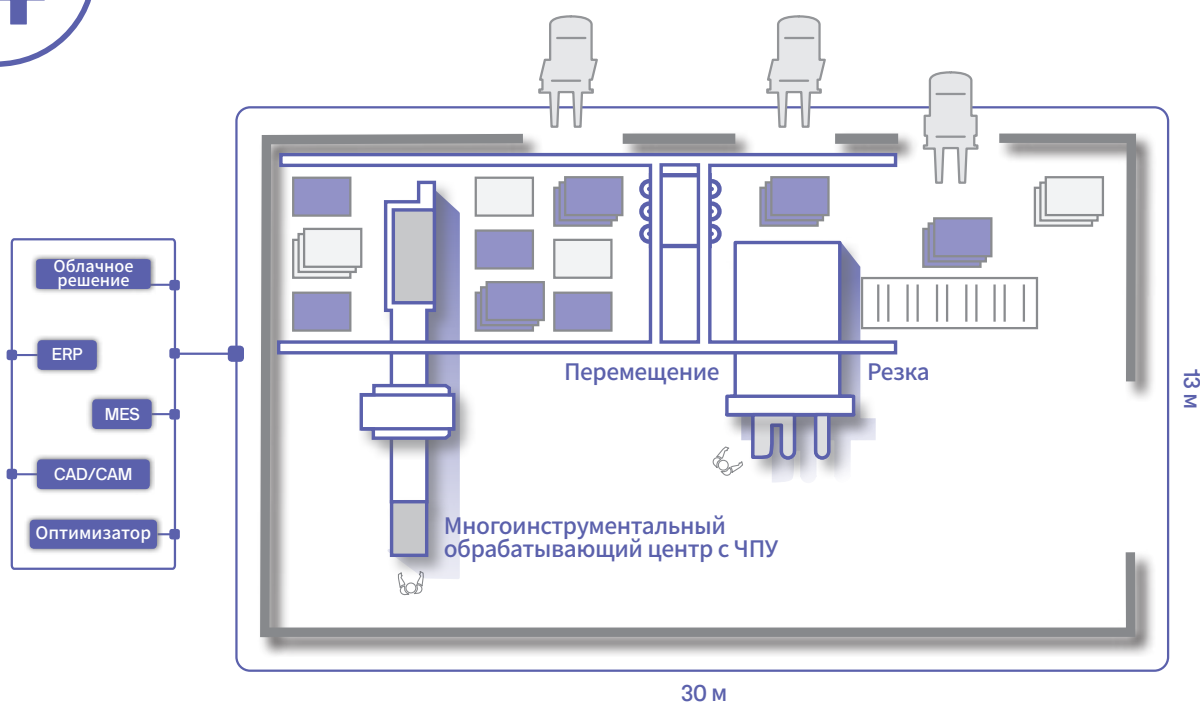 Облачное
решение
ERP
MES
CAD/CAM
Оптимизатор
Перемещение
Резка
Многоинструментальный
обрабатывающий центр с ЧПУ
13 м
30 м